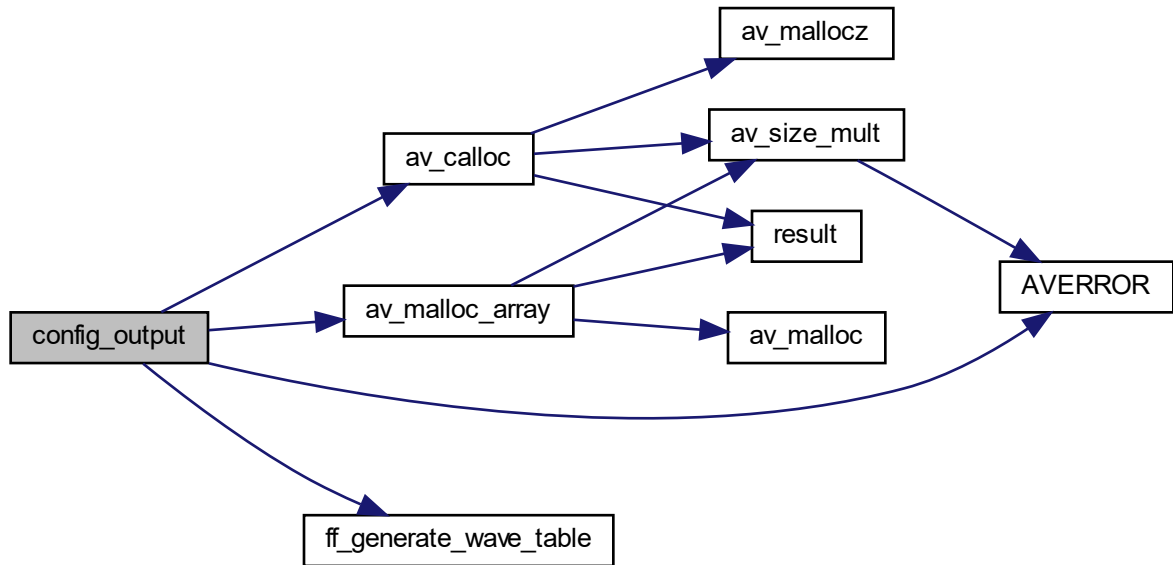 av_mallocz
av_calloc
av_size_mult
result
AVERROR
av_malloc_array
config_output
av_malloc
ff_generate_wave_table